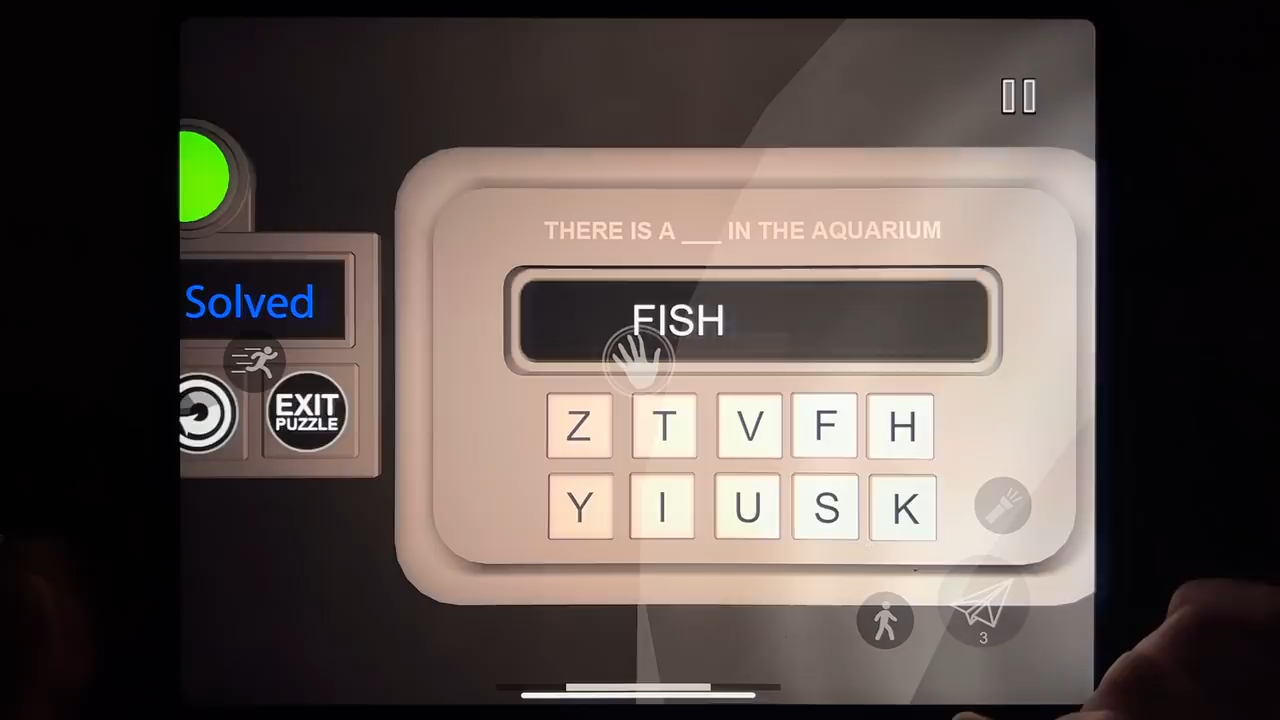 THERE IS A ___ IN THE AQUARIUM
Solved
FISH
EXIT
PUZZLE
Z T V F H
Y I U S K
3